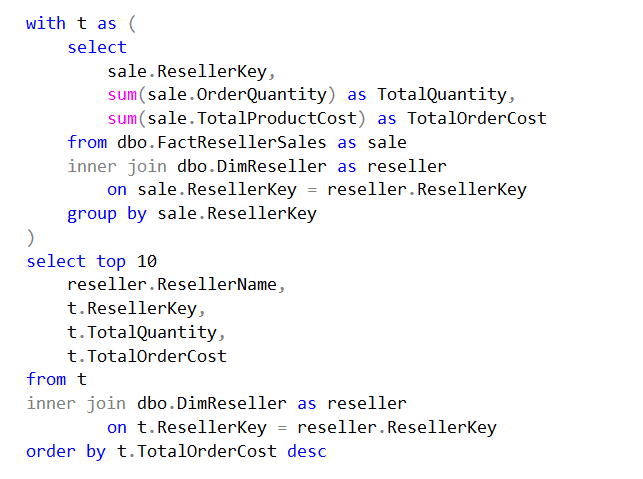 with t as (
    select
        sale.ResellerKey,
        sum(sale.OrderQuantity) as TotalQuantity,
        sum(sale.TotalProductCost) as TotalOrderCost
    from dbo.FactResellerSales as sale
    inner join dbo.DimReseller as reseller
        on sale.ResellerKey = reseller.ResellerKey
    group by sale.ResellerKey
)
select top 10
    reseller.ResellerName,
    t.ResellerKey,
    t.TotalQuantity,
    t.TotalOrderCost
from t
inner join dbo.DimReseller as reseller
        on t.ResellerKey = reseller.ResellerKey
order by t.TotalOrderCost desc